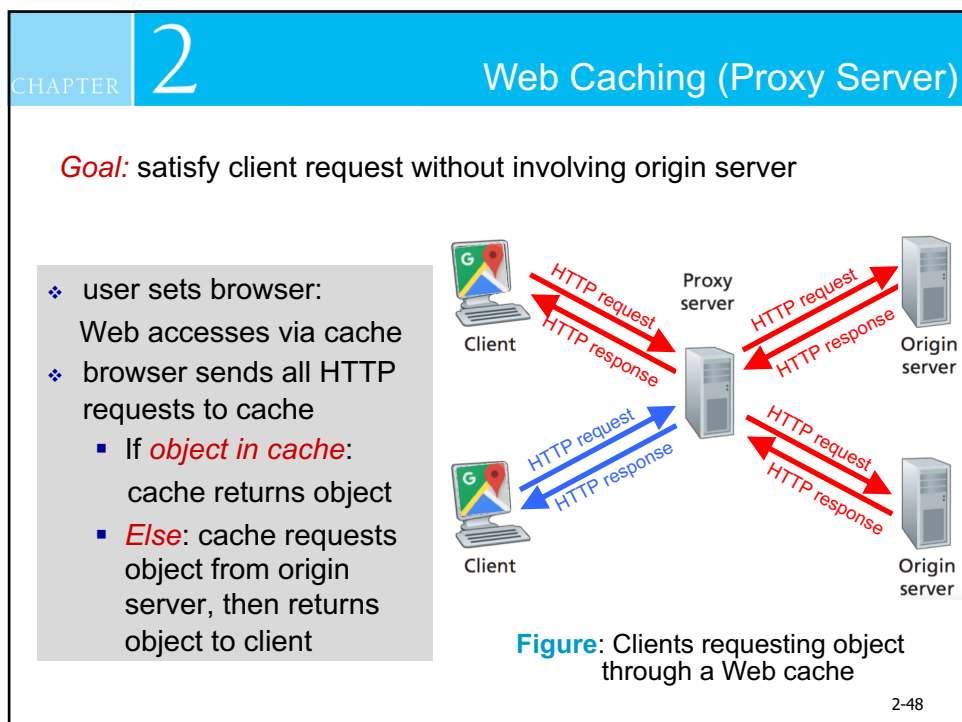 CHAPTER 2
Web Caching (Proxy Server)
Goal: satisfy client request without involving origin server
❖ user sets browser:
Web accesses via cache
❖ browser sends all HTTP
requests to cache
▪ If object in cache:
cache returns object
▪ Else: cache requests
object from origin
server, then returns
object to client
G
Client
HTTP request
HTTP response
Proxy
server
HTTP request
HTTP response
Origin
server
G
Client
HTTP request
HTTP response
HTTP request
HTTP response
Origin
server
Figure: Clients requesting object
through a Web cache
2-48